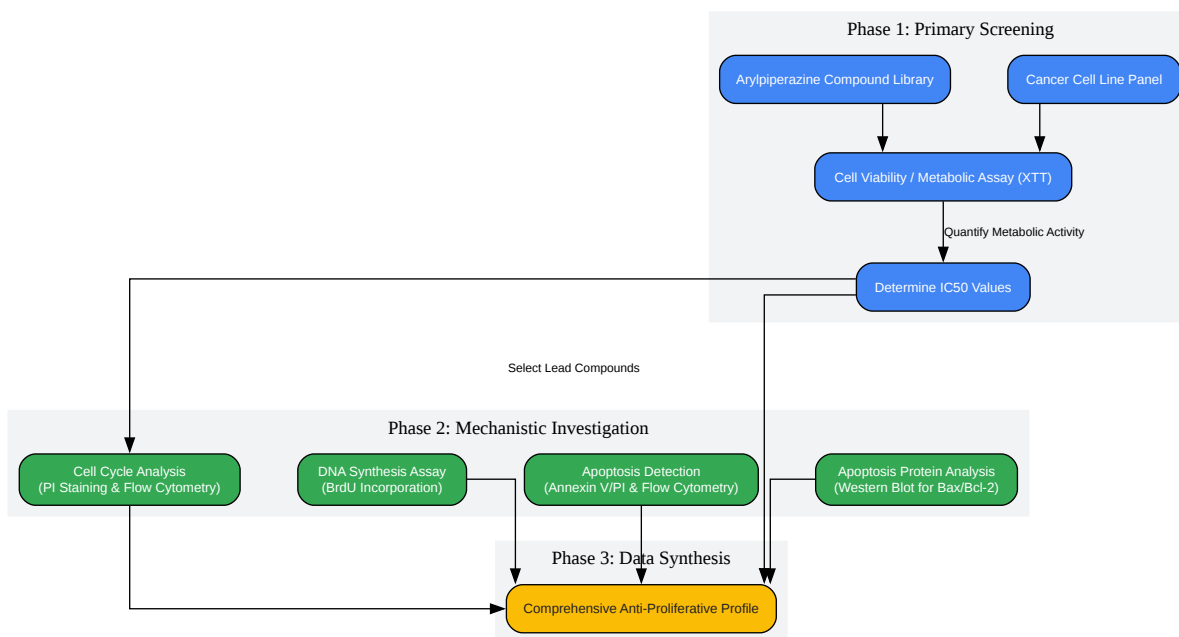 Phase 1: Primary Screening
Arylpiperazine Compound Library
Cancer Cell Line Panel
Cell Viability / Metabolic Assay (XTT)
Quantify Metabolic Activity
Determine IC50 Values
Select Lead Compounds
Phase 2: Mechanistic Investigation
Cell Cycle Analysis
(PI Staining & Flow Cytometry)
DNA Synthesis Assay
(BrdU Incorporation)
Apoptosis Detection
(Annexin V/PI & Flow Cytometry)
Apoptosis Protein Analysis
(Western Blot for Bax/Bcl-2)
Phase 3: Data Synthesis
Comprehensive Anti-Proliferative Profile